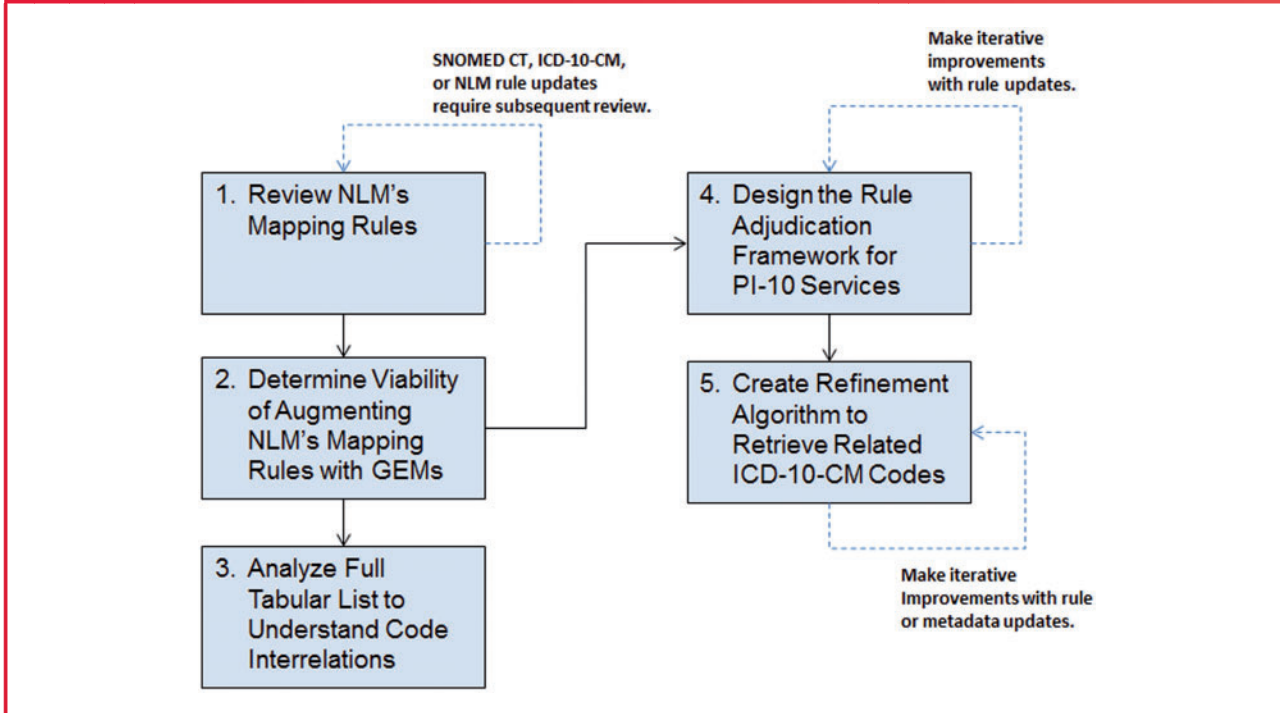 SNOMED CT, ICD-10-CM,
or NLM rule updates
require subsequent review.
1. Review NLM's
Mapping Rules
2. Determine Viability
of Augmenting
NLM's Mapping
Rules with GEMs
3. Analyze Full
Tabular List to
Understand Code
Interrelations
Make iterative
improvements
with rule updates.
4. Design the Rule
Adjudication
Framework for
PI-10 Services
5. Create Refinement
Algorithm to
Retrieve Related
ICD-10-CM Codes
Make iterative
Improvements with rule
or metadata updates.